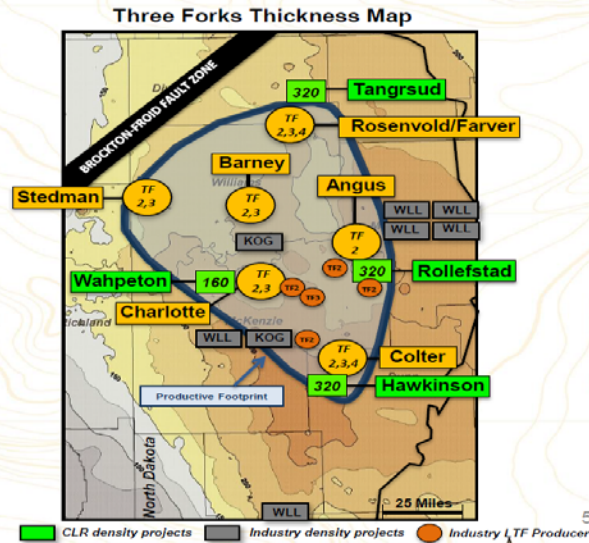 Three Forks Thickness Map
BROCKTON-FROID FAULT ZONE
320
Tangrsud
TF
2,3,4
Rosenvold/Farver
Barney
Williams
TF
2,3
Angus
TF
2
Stedman
TF
2,3
WLL
WLL
WLL
WLL
KOG
TF2
320
Rollefstad
TF2
Wahpeton
160
TF
2,3
TF2
TF3
Charlotte
McKenzie
WLL
KOG
TF2
TF
2,3,4
Colter
Productive Footprint
320
Hawkinson
North Dakota
WLL
25 Miles
CLR density projects
Industry density projects
Industry LTF Producer